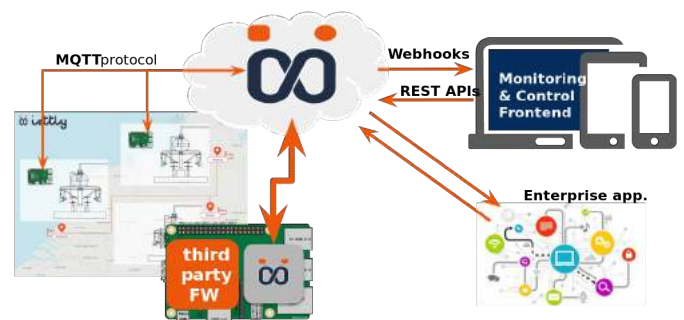 Webhooks
MQTTprotocol
REST APIs
Monitoring
& Control
Frontend
iottly
Enterprise app.
third
party
FW